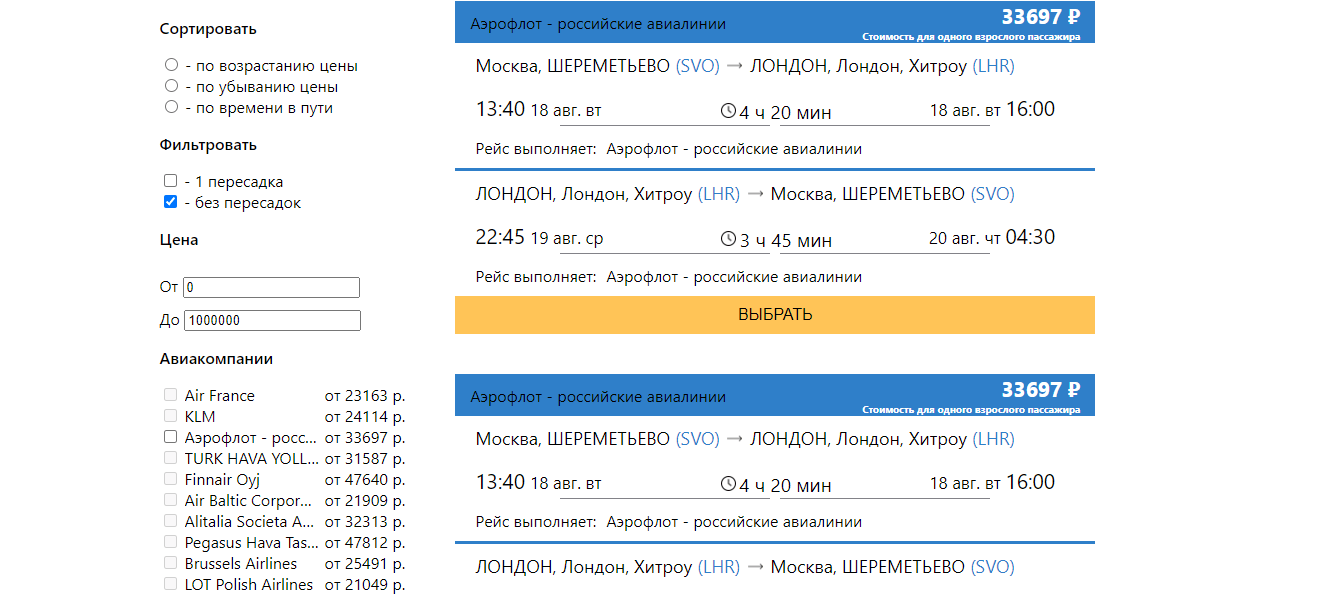 Сортировать
- по возрастанию цены
- по убыванию цены
- по времени в пути
Фильтровать
- 1 пересадка
- без пересадок
Цена
От 0
До 1000000
Авиакомпании
Air France от 23163 р.
KLM от 24114 р.
Аэрофлот - росс... от 33697 р.
TURK HAVA YOLL... от 31587 р.
Finnair Oyj от 47640 р.
Air Baltic Corpor... от 21909 р.
Alitalia Societa A... от 32313 р.
Pegasus Hava Tas... от 47812 р.
Brussels Airlines от 25491 р.
LOT Polish Airlines от 21049 р.
Аэрофлот - российские авиалинии 33697 ₽
Стоимость для одного взрослого пассажира
Москва, ШЕРЕМЕТЬЕВО (SVO) → ЛОНДОН, Лондон, Хитроу (LHR)
13:40 18 авг. вт 4 ч 20 мин 18 авг. вт 16:00
Рейс выполняет: Аэрофлот - российские авиалинии
ЛОНДОН, Лондон, Хитроу (LHR) → Москва, ШЕРЕМЕТЬЕВО (SVO)
22:45 19 авг. ср 3 ч 45 мин 20 авг. чт 04:30
Рейс выполняет: Аэрофлот - российские авиалинии
ВЫБРАТЬ
Аэрофлот - российские авиалинии 33697 ₽
Стоимость для одного взрослого пассажира
Москва, ШЕРЕМЕТЬЕВО (SVO) → ЛОНДОН, Лондон, Хитроу (LHR)
13:40 18 авг. вт 4 ч 20 мин 18 авг. вт 16:00
Рейс выполняет: Аэрофлот - российские авиалинии
ЛОНДОН, Лондон, Хитроу (LHR) → Москва, ШЕРЕМЕТЬЕВО (SVO)